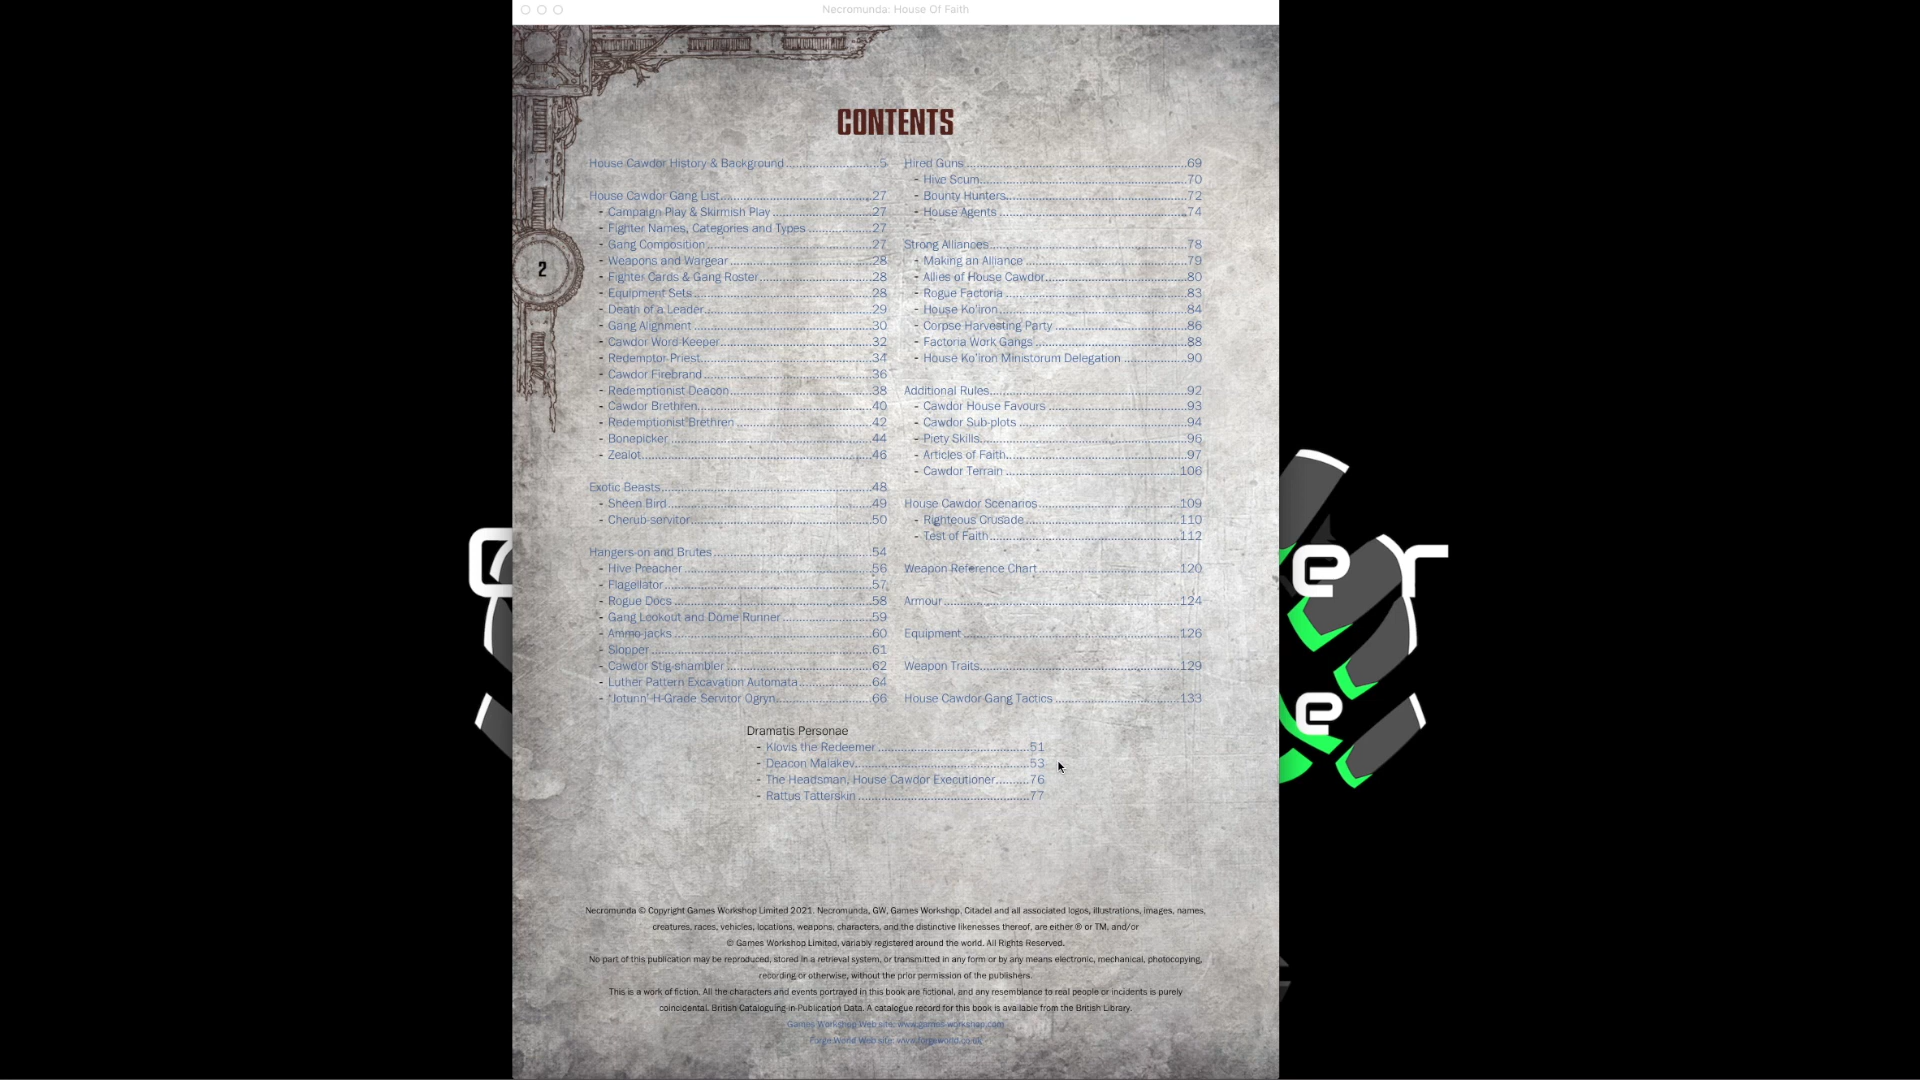 Necromunda: House Of Faith
CONTENTS
2
House Cawdor History & Background 5
House Cawdor Gang List 27
- Campaign Play & Skirmish Play 27
- Fighter Names, Categories and Types 27
- Gang Composition 27
- Weapons and Wargear 28
- Fighter Cards & Gang Roster 28
- Equipment Sets 28
- Death of a Leader 29
- Gang Alignment 30
- Cawdor Word-Keeper 32
- Redemptor Priest 34
- Cawdor Firebrand 36
- Redemptionist Deacon 38
- Cawdor Brethren 40
- Redemptionist Brethren 42
- Bonepicker 44
- Zealot 46
Exotic Beasts 48
- Sheen Bird 49
- Cherub-servitor 50
Hangers-on and Brutes 54
- Hive Preacher 56
- Flagellator 57
- Rogue Docs 58
- Gang Lookout and Dome Runner 59
- Ammo-jacks 60
- Slopper 61
- Cawdor Stig-shambler 62
- Luther Pattern Excavation Automata 64
- 'Jotunn' H-Grade Servitor Ogryn 66
Hired Guns 69
- Hive Scum 70
- Bounty Hunters 72
- House Agents 74
Strong Alliances 78
- Making an Alliance 79
- Allies of House Cawdor 80
- Rogue Factoria 83
- House Ko'iron 84
- Corpse Harvesting Party 86
- Factoria Work Gangs 88
- House Ko'iron Ministorum Delegation 90
Additional Rules 92
- Cawdor House Favours 93
- Cawdor Sub-plots 94
- Piety Skills 96
- Articles of Faith 97
- Cawdor Terrain 106
House Cawdor Scenarios 109
- Righteous Crusade 110
- Test of Faith 112
Weapon Reference Chart 120
Armour 124
Equipment 126
Weapon Traits 129
House Cawdor Gang Tactics 133
Dramatis Personae
- Klovis the Redeemer 51
- Deacon Malakev 53
- The Headsman, House Cawdor Executioner 76
- Rattus Tatterskin 77
Necromunda © Copyright Games Workshop Limited 2021. Necromunda, GW, Games Workshop, Citadel and all associated logos, illustrations, images, names,
creatures, races, vehicles, locations, weapons, characters, and the distinctive likenesses thereof, are either ® or TM, and/or
© Games Workshop Limited, variably registered around the world. All Rights Reserved.
No part of this publication may be reproduced, stored in a retrieval system, or transmitted in any form or by any means electronic, mechanical, photocopying,
recording or otherwise, without the prior permission of the publishers.
This is a work of fiction. All the characters and events portrayed in this book are fictional, and any resemblance to real people or incidents is purely
coincidental. British Cataloguing-in-Publication Data. A catalogue record for this book is available from the British Library.
Games Workshop Web site: www.games-workshop.com
Forge World Web site: www.forgeworld.co.uk
er
e